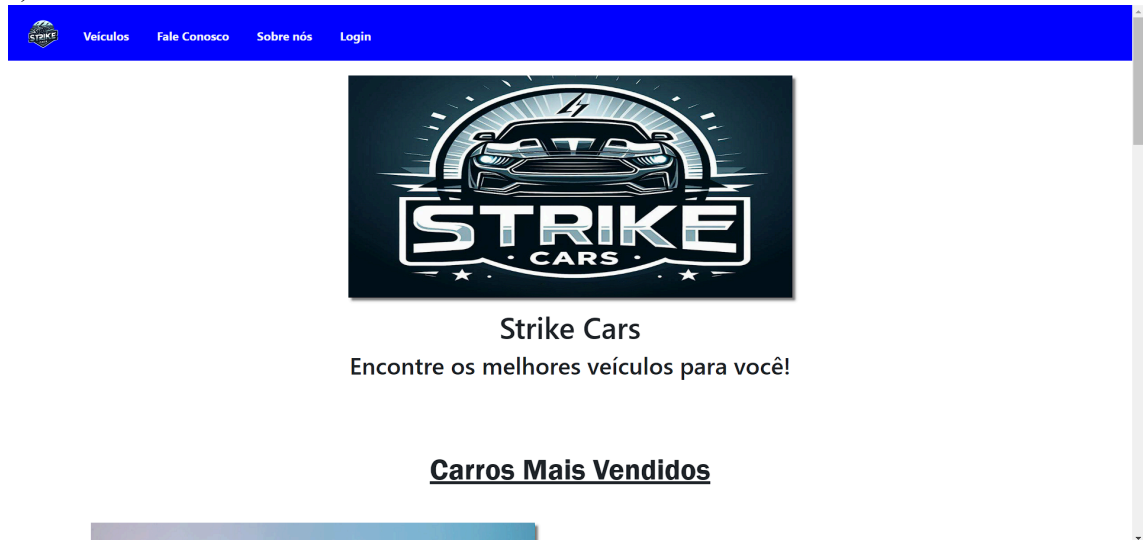 STRIKE
Veículos Fale Conosco Sobre nós Login
STRIKE
· CARS ·
Strike Cars
Encontre os melhores veículos para você!
Carros Mais Vendidos